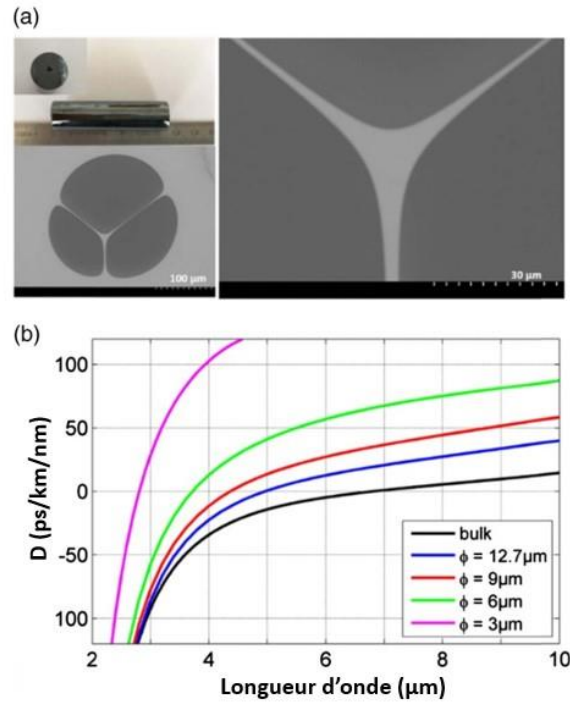 (a)
100 µm
30 µm
(b)
D (ps/km/nm)
100
50
0
-50
100
2
4
6
8
10
Longueur d'onde (µm)
bulk
ϕ = 12.7µm
ϕ = 9µm
ϕ = 6µm
ϕ = 3µm